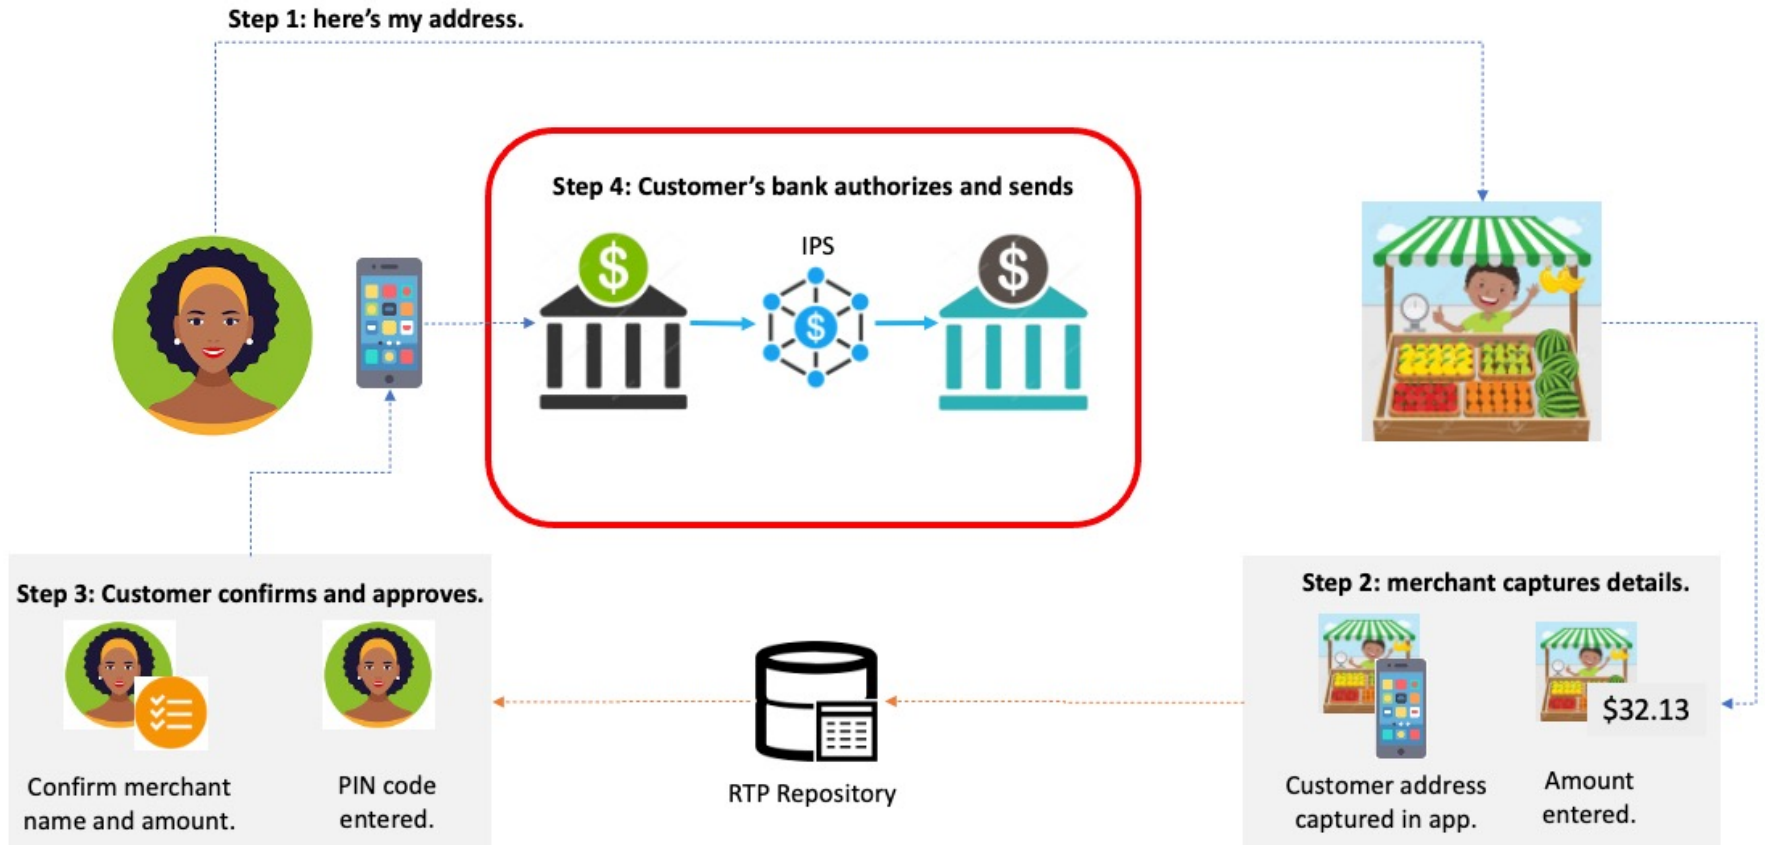 Step 1: here’s my address.
Step 4: Customer’s bank authorizes and sends
IPS
$
$
$
Step 3: Customer confirms and approves.
Confirm merchant
name and amount.
PIN code
entered.
RTP Repository
Step 2: merchant captures details.
$32.13
Customer address
captured in app.
Amount
entered.